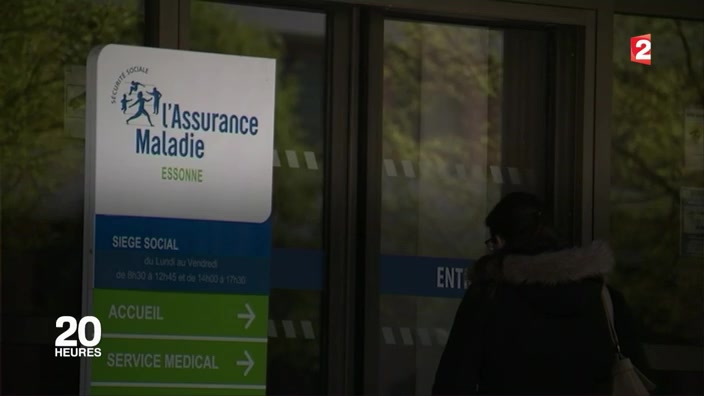 2
SÉCURITÉ SOCIALE
l'Assurance
Maladie
ESSONNE
SIEGE SOCIAL
du Lundi au Vendredi
de 8h30 à 12h45 et de 14h00 à 17h30
ACCUEIL
SERVICE MEDICAL
ENT
20
HEURES